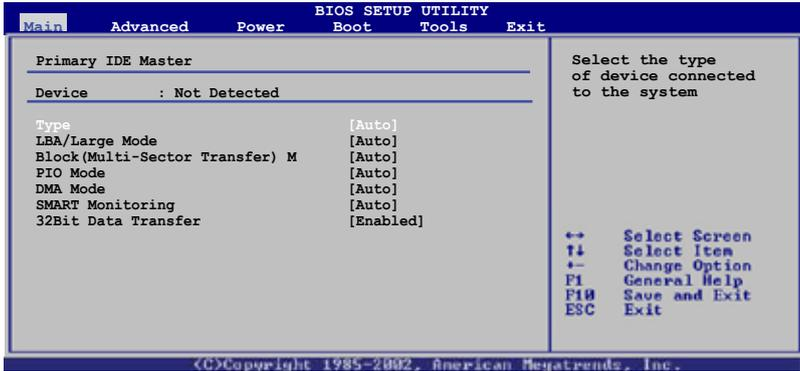 BIOS SETUP UTILITY
Main Advanced Power Boot Tools Exit
Primary IDE Master
Device : Not Detected
Type [Auto]
LBA/Large Mode [Auto]
Block(Multi-Sector Transfer) M [Auto]
PIO Mode [Auto]
DMA Mode [Auto]
SMART Monitoring [Auto]
32Bit Data Transfer [Enabled]
Select the type
of device connected
to the system
←→ Select Screen
↑↓ Select Item
+- Change Option
F1 General Help
F10 Save and Exit
ESC Exit
(C)Copyright 1985-2002, American Megatrends, Inc.